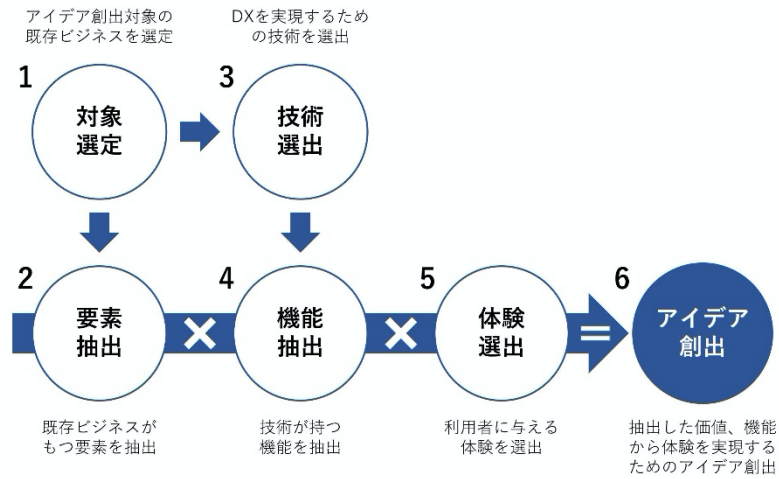 アイデア創出対象の
既存ビジネスを選定
DXを実現するため
の技術を選出
1
対象
選定
3
技術
選出
2
要素
抽出
×
4
機能
抽出
×
5
体験
選出
=
6
アイデア
創出
既存ビジネスが
もつ要素を抽出
技術が持つ
機能を抽出
利用者に与える
体験を選出
抽出した価値、機能
から体験を実現する
ためのアイデア創出